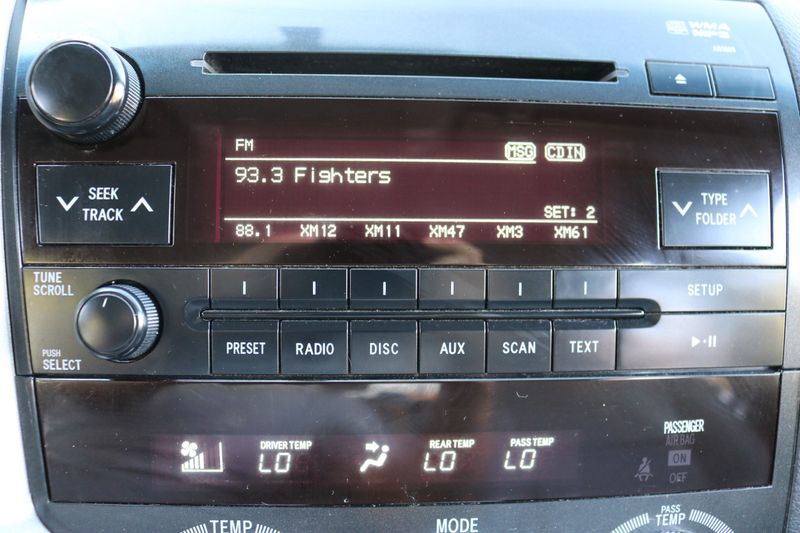 WMA
MP3
FM MSG CD IN
93.3 Fighters
SET: 2
88.1 XM12 XM11 XM47 XM3 XM61
SEEK
TRACK
TYPE
FOLDER
TUNE
SCROLL
SETUP
PUSH
SELECT
PRESET RADIO DISC AUX SCAN TEXT
DRIVER TEMP REAR TEMP PASS TEMP
LO LO LO
PASSENGER
AIR BAG
ON
OFF
TEMP MODE PASS
TEMP